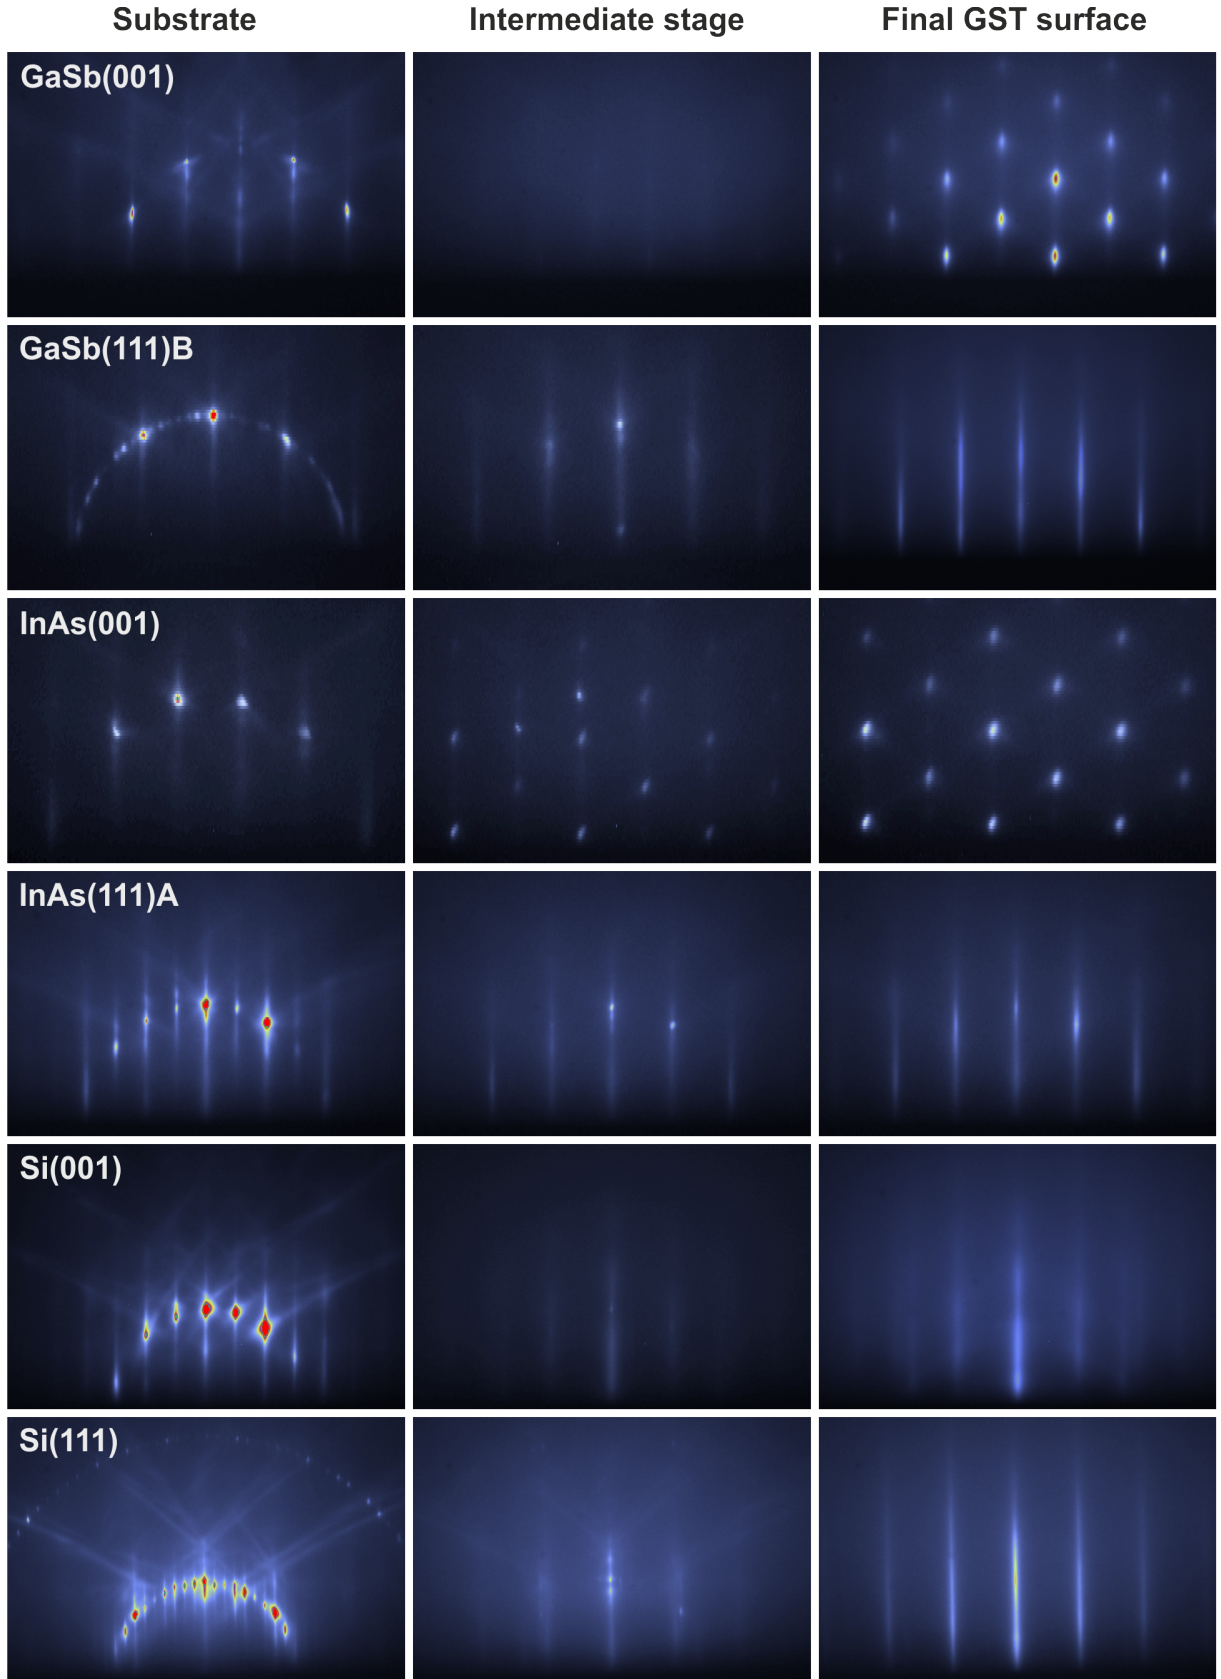 Substrate Intermediate stage Final GST surface
GaSb(001)
GaSb(111)B
InAs(001)
InAs(111)A
Si(001)
Si(111)